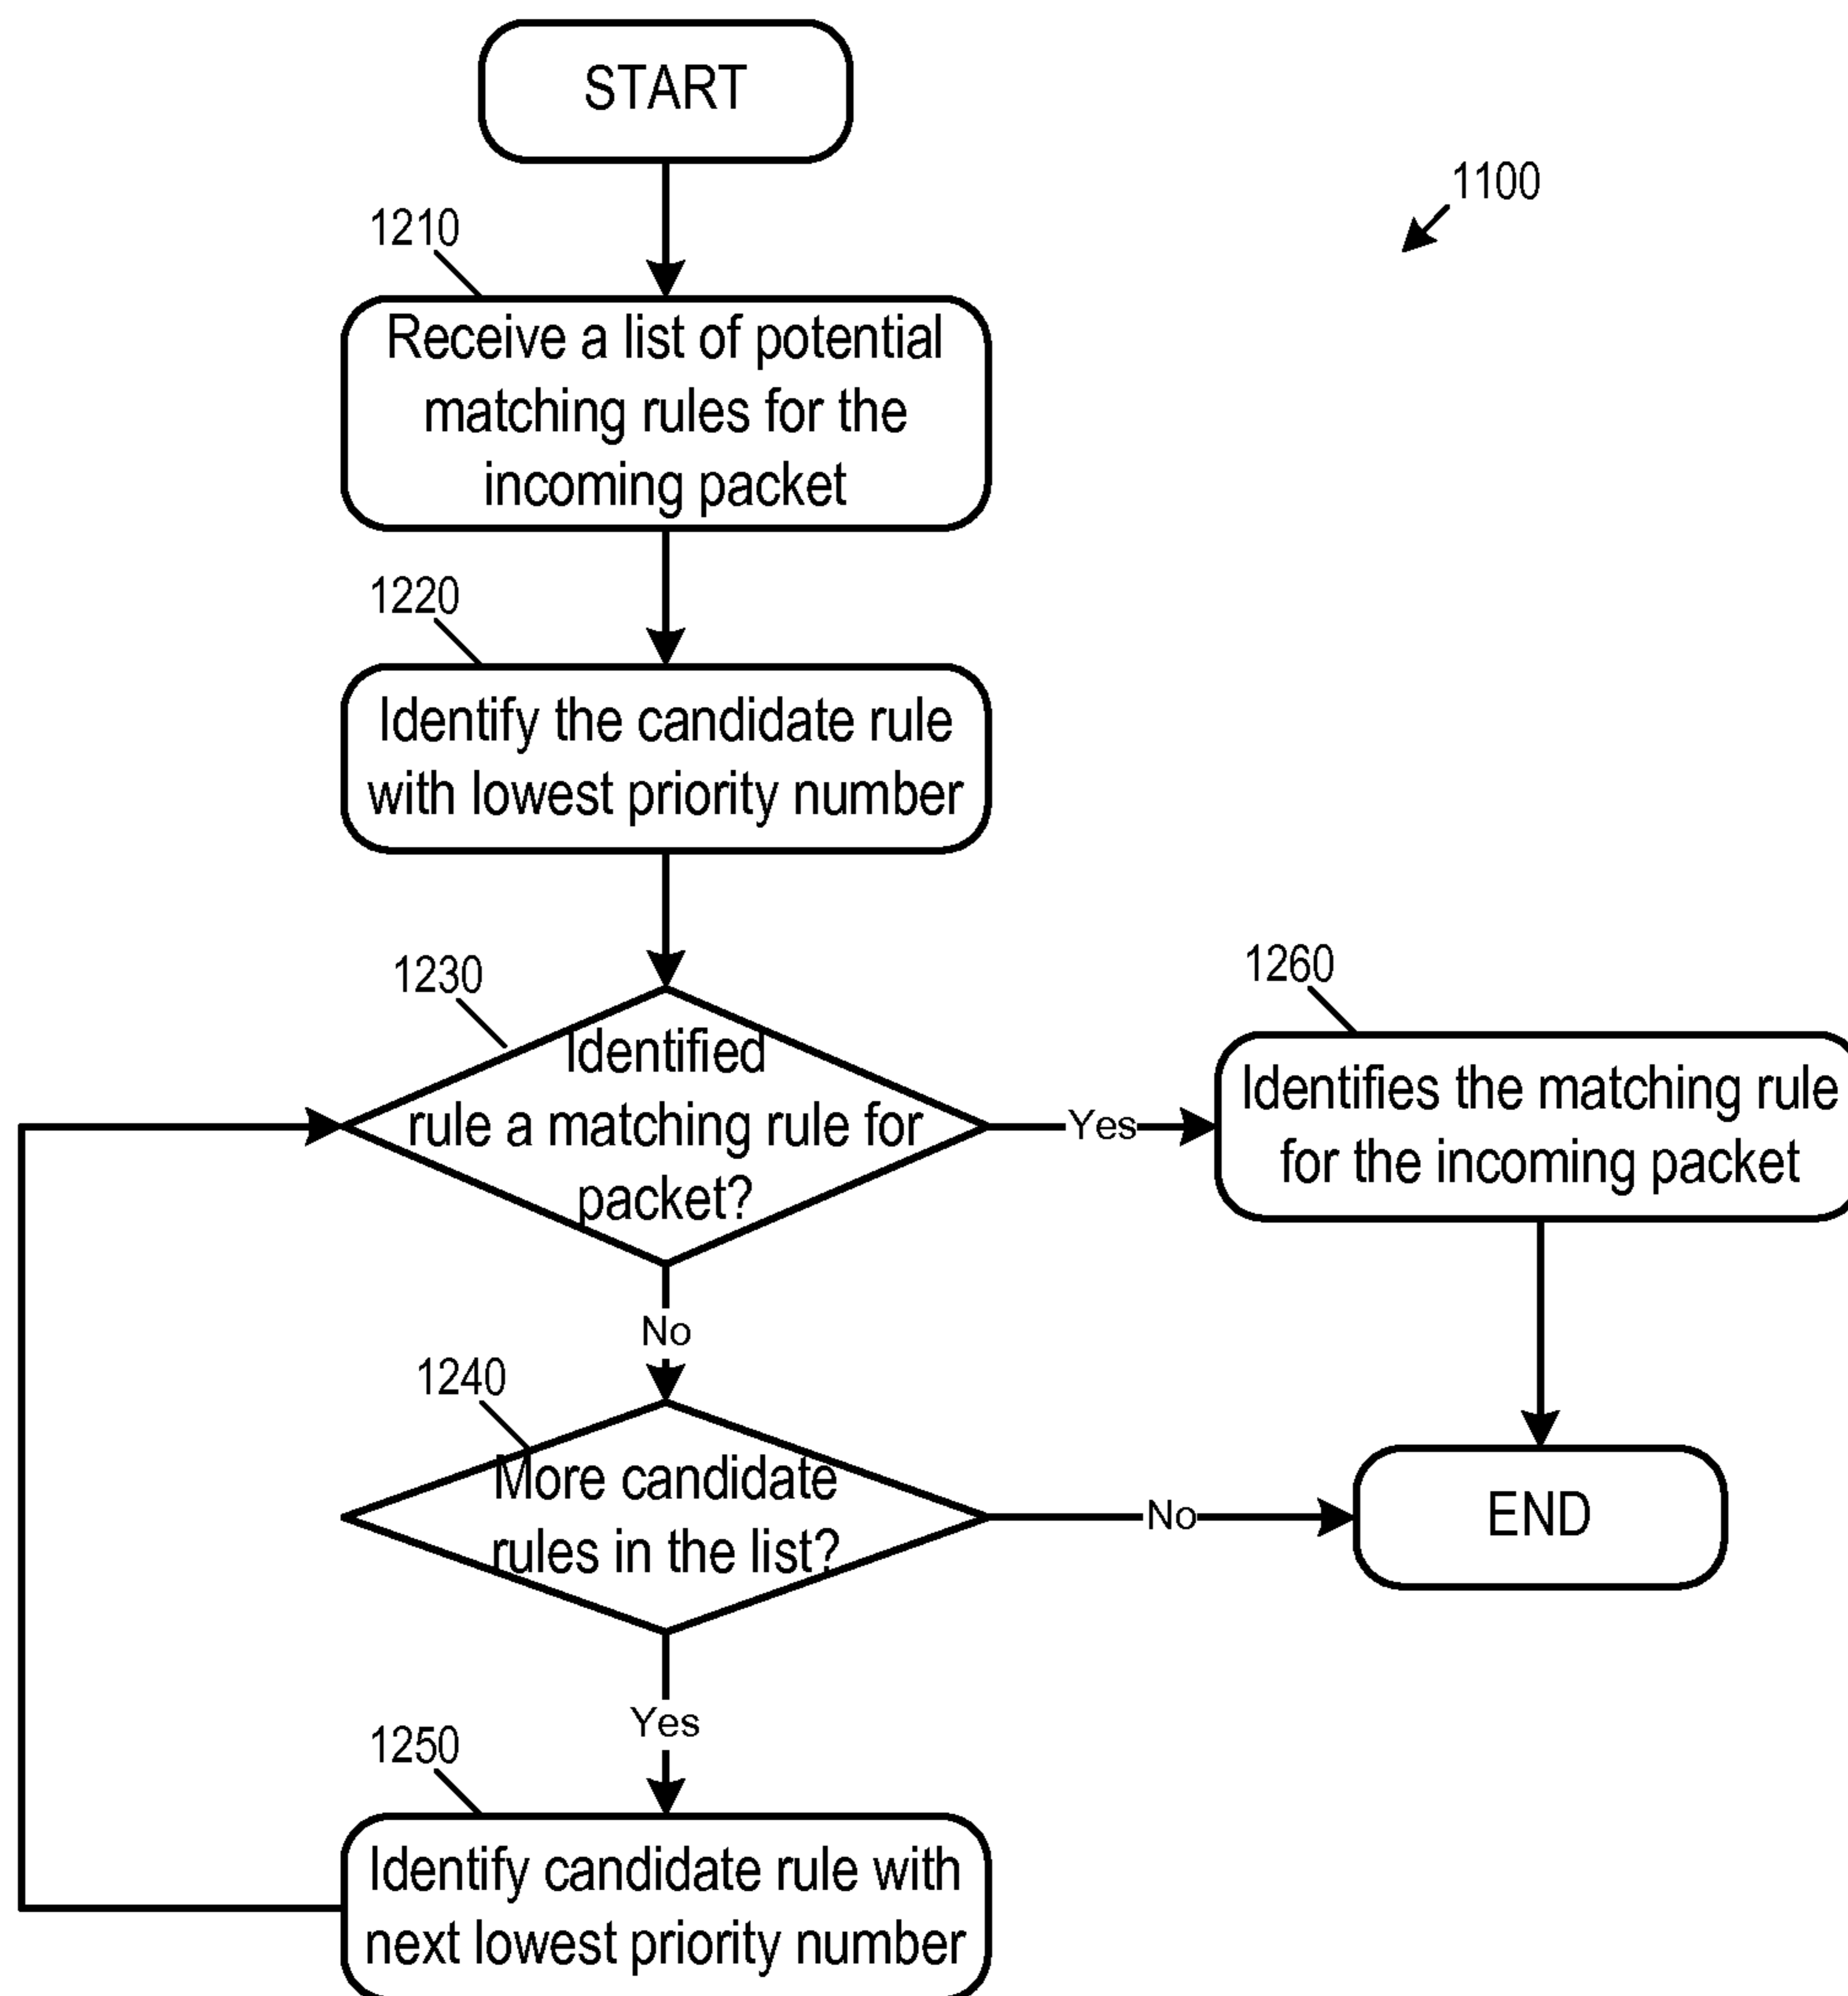 START
1100
1210
Receive a list of potential
matching rules for the
incoming packet
1220
Identify the candidate rule
with lowest priority number
1230
Identified
rule a matching rule for
packet?
Yes
1260
Identifies the matching rule
for the incoming packet
No
1240
More candidate
rules in the list?
No
END
Yes
1250
Identify candidate rule with
next lowest priority number